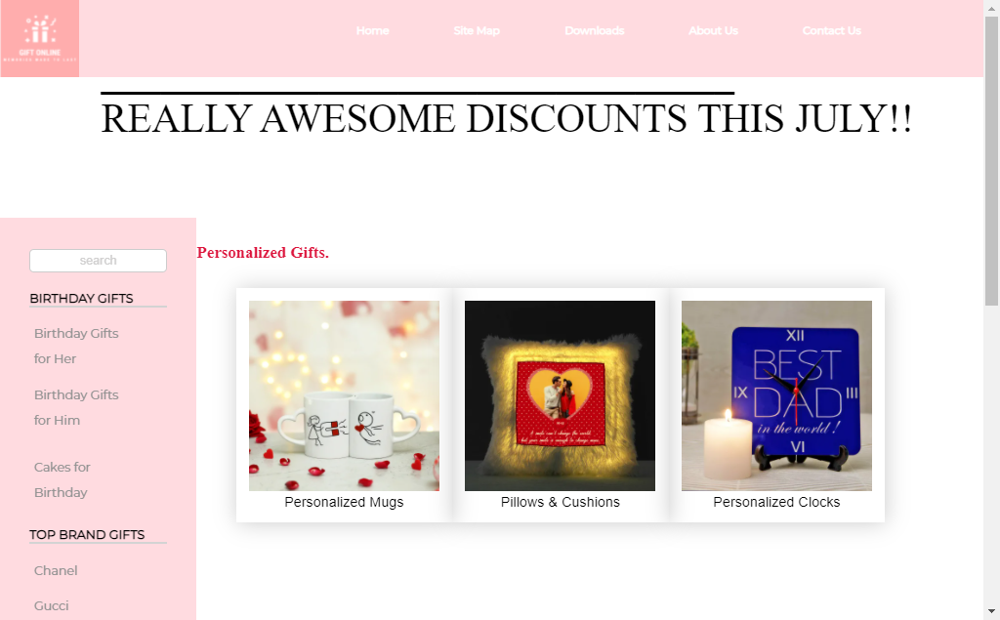 GIFT ONLINE
MEMORIES MADE TO LAST
Home Site Map Downloads About Us Contact Us
REALLY AWESOME DISCOUNTS THIS JULY!!
search
BIRTHDAY GIFTS
Birthday Gifts
for Her
Birthday Gifts
for Him
Cakes for
Birthday
TOP BRAND GIFTS
Chanel
Gucci
Personalized Gifts.
XII
BEST
IX III
DAD
in the world !
VI
Personalized Mugs Pillows & Cushions Personalized Clocks